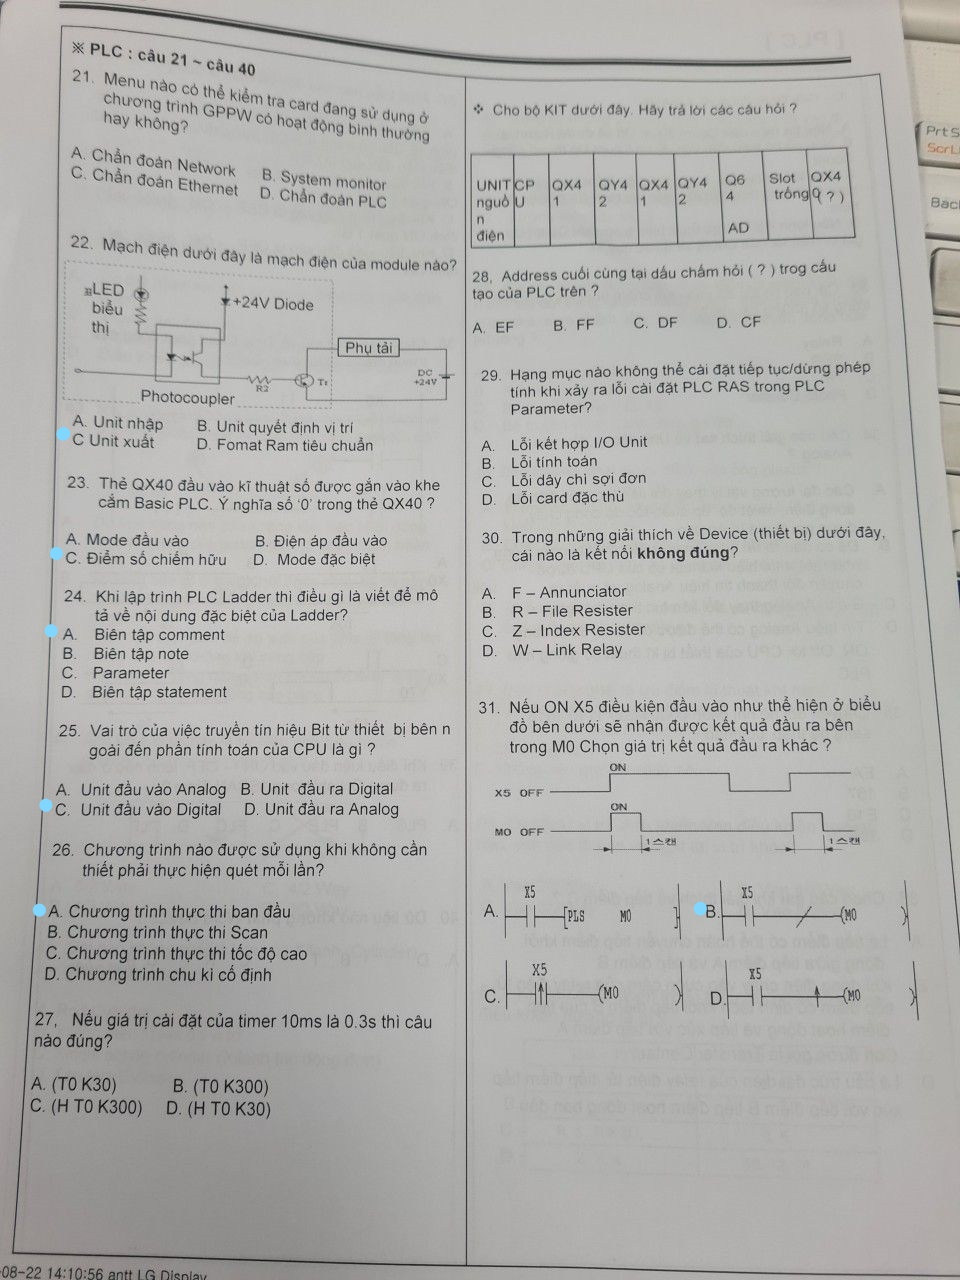 ※ PLC : câu 21 ~ câu 40
21. Menu nào có thể kiểm tra card đang sử dụng ở
chương trình GPPW có hoạt động bình thường
hay không?
A. Chẩn đoán Network B. System monitor
C. Chẩn đoán Ethernet D. Chẩn đoán PLC
22. Mạch điện dưới đây là mạch điện của module nào?
LED
biểu
thị
+24V Diode
Phụ tải
R2
Tr
DC
+24V
Photocoupler
A. Unit nhập B. Unit quyết định vị trí
C Unit xuất D. Fomat Ram tiêu chuẩn
23. Thẻ QX40 đầu vào kĩ thuật số được gắn vào khe
cắm Basic PLC. Ý nghĩa số '0' trong thẻ QX40 ?
A. Mode đầu vào B. Điện áp đầu vào
C. Điểm số chiếm hữu D. Mode đặc biệt
24. Khi lập trình PLC Ladder thì điều gì là viết để mô
tả về nội dung đặc biệt của Ladder?
A. Biên tập comment
B. Biên tập note
C. Parameter
D. Biên tập statement
25. Vai trò của việc truyền tín hiệu Bit từ thiết bị bên n
goài đến phần tính toán của CPU là gì ?
A. Unit đầu vào Analog B. Unit đầu ra Digital
C. Unit đầu vào Digital D. Unit đầu ra Analog
26. Chương trình nào được sử dụng khi không cần
thiết phải thực hiện quét mỗi lần?
A. Chương trình thực thi ban đầu
B. Chương trình thực thi Scan
C. Chương trình thực thi tốc độ cao
D. Chương trình chu kì cố định
27, Nếu giá trị cài đặt của timer 10ms là 0.3s thì câu
nào đúng?
A. (T0 K30) B. (T0 K300)
C. (H T0 K300) D. (H T0 K30)
❖ Cho bộ KIT dưới đây. Hãy trả lời các câu hỏi ?
UNIT CP QX4 QY4 QX4 QY4 Q6 Slot QX4
nguồ U 1 2 1 2 4 trống 0 ( ? )
n
điện AD
28, Address cuối cùng tại dấu chấm hỏi ( ? ) trog cấu
tạo của PLC trên ?
A. EF B. FF C. DF D. CF
29. Hạng mục nào không thể cài đặt tiếp tục/dừng phép
tính khi xảy ra lỗi cài đặt PLC RAS trong PLC
Parameter?
A. Lỗi kết hợp I/O Unit
B. Lỗi tính toán
C. Lỗi dây chì sợi đơn
D. Lỗi card đặc thù
30. Trong những giải thích về Device (thiết bị) dưới đây,
cái nào là kết nối không đúng?
A. F – Annunciator
B. R – File Resister
C. Z – Index Resister
D. W – Link Relay
31. Nếu ON X5 điều kiện đầu vào như thể hiện ở biểu
đồ bên dưới sẽ nhận được kết quả đầu ra bên
trong M0 Chọn giá trị kết quả đầu ra khác ?
ON
X5 OFF
ON
M0 OFF
1스캔 1스캔
A. X5 [PLS M0 ]
B. X5 (M0 )
C. X5 (M0 )
D. X5 (M0 )
-08-22 14:10:56 antt LG Display
PrtS
ScrL
Back